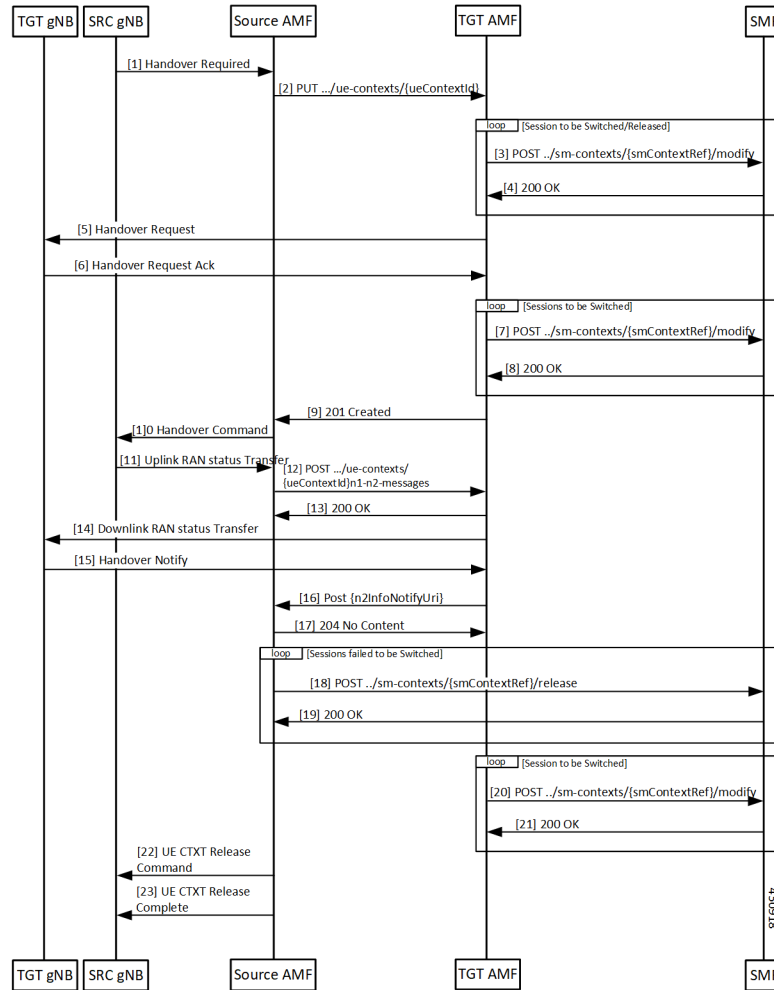 TGT gNB
SRC gNB
Source AMF
TGT AMF
SMF
[1] Handover Required
[2] PUT .../ue-contexts/{ueContextId}
loop [Session to be Switched/Released]
[3] POST ../sm-contexts/{smContextRef}/modify
[4] 200 OK
[5] Handover Request
[6] Handover Request Ack
loop [Sessions to be Switched]
[7] POST ../sm-contexts/{smContextRef}/modify
[8] 200 OK
[9] 201 Created
[1]0 Handover Command
[11] Uplink RAN status Transfer
[12] POST .../ue-contexts/
{ueContextId}n1-n2-messages
[13] 200 OK
[14] Downlink RAN status Transfer
[15] Handover Notify
[16] Post {n2InfoNotifyUri}
[17] 204 No Content
loop [Sessions failed to be Switched]
[18] POST ../sm-contexts/{smContextRef}/release
[19] 200 OK
loop [Session to be Switched]
[20] POST ../sm-contexts/{smContextRef}/modify
[21] 200 OK
[22] UE CTXT Release
Command
[23] UE CTXT Release
Complete
TGT gNB
SRC gNB
Source AMF
TGT AMF
SMF